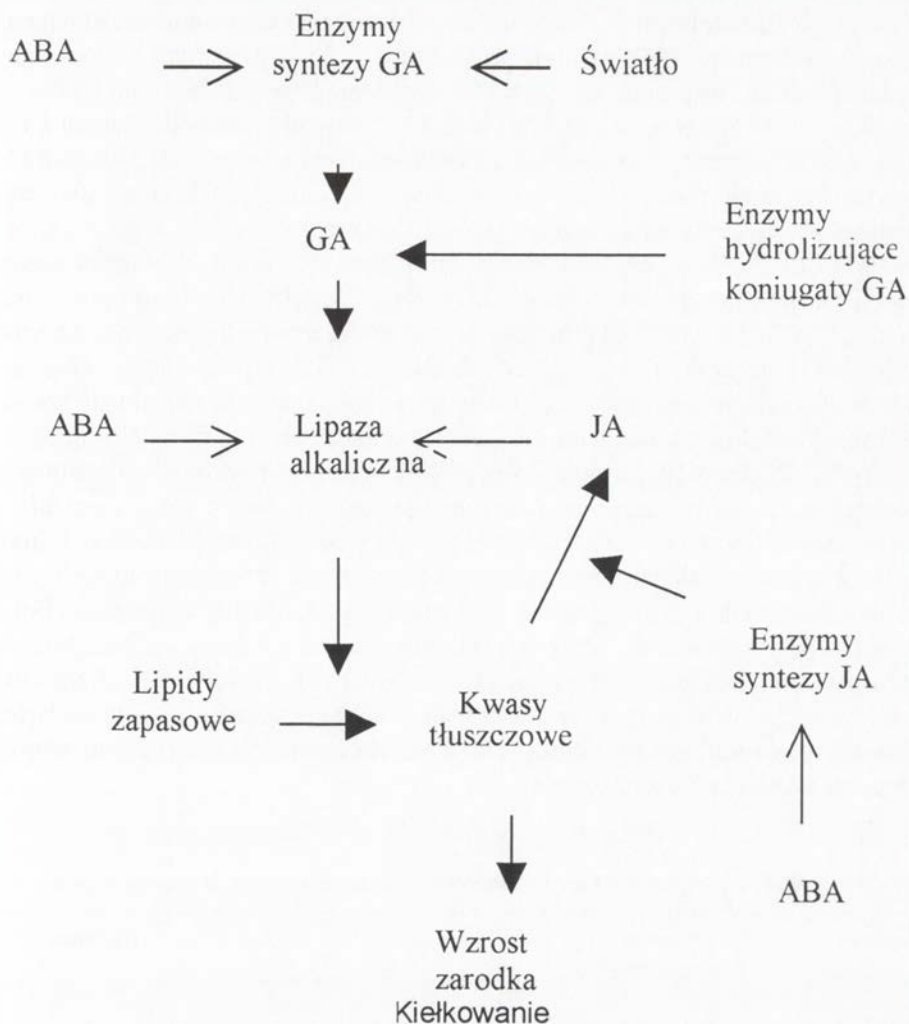 ABA
Enzymy
syntezy GA
Światło
GA
Enzymy
hydrolizujące
koniugaty GA
ABA
Lipaza
alkalicz na
JA
Enzymy
syntezy JA
Lipidy
zapasowe
Kwasy
tłuszczowe
ABA
Wzrost
zarodka
Kiełkowanie